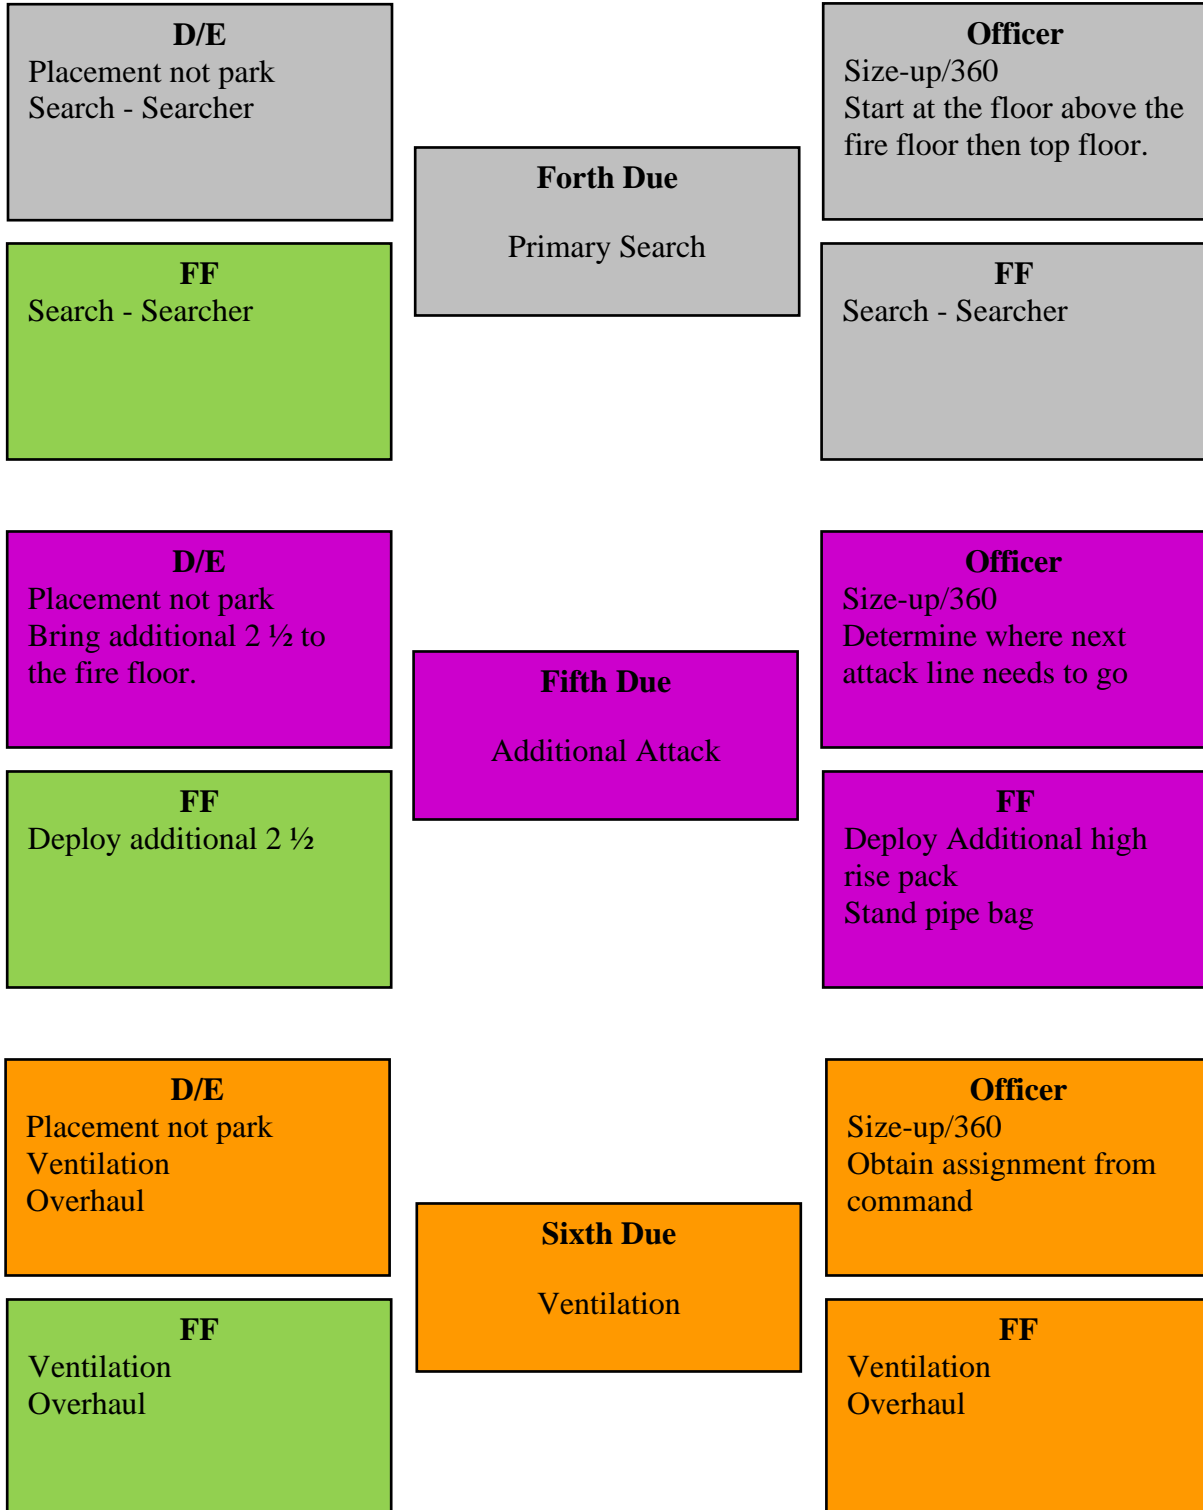 D/E
Placement not park
Search - Searcher
Officer
Size-up/360
Start at the floor above the
fire floor then top floor.
Forth Due
Primary Search
FF
Search - Searcher
FF
Search - Searcher
D/E
Placement not park
Bring additional 2 ½ to
the fire floor.
Officer
Size-up/360
Determine where next
attack line needs to go
Fifth Due
Additional Attack
FF
Deploy additional 2 ½
FF
Deploy Additional high
rise pack
Stand pipe bag
D/E
Placement not park
Ventilation
Overhaul
Officer
Size-up/360
Obtain assignment from
command
Sixth Due
Ventilation
FF
Ventilation
Overhaul
FF
Ventilation
Overhaul